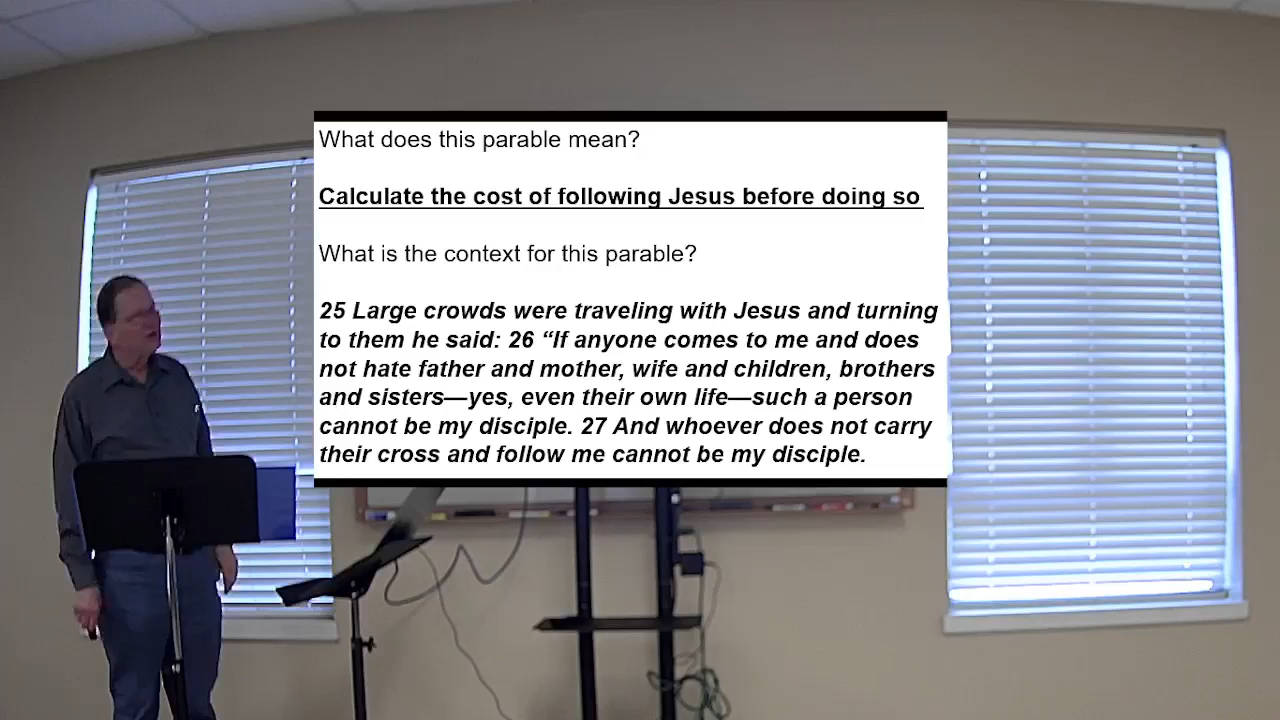 What does this parable mean?
Calculate the cost of following Jesus before doing so
What is the context for this parable?
25 Large crowds were traveling with Jesus and turning
to them he said: 26 “If anyone comes to me and does
not hate father and mother, wife and children, brothers
and sisters—yes, even their own life—such a person
cannot be my disciple. 27 And whoever does not carry
their cross and follow me cannot be my disciple.